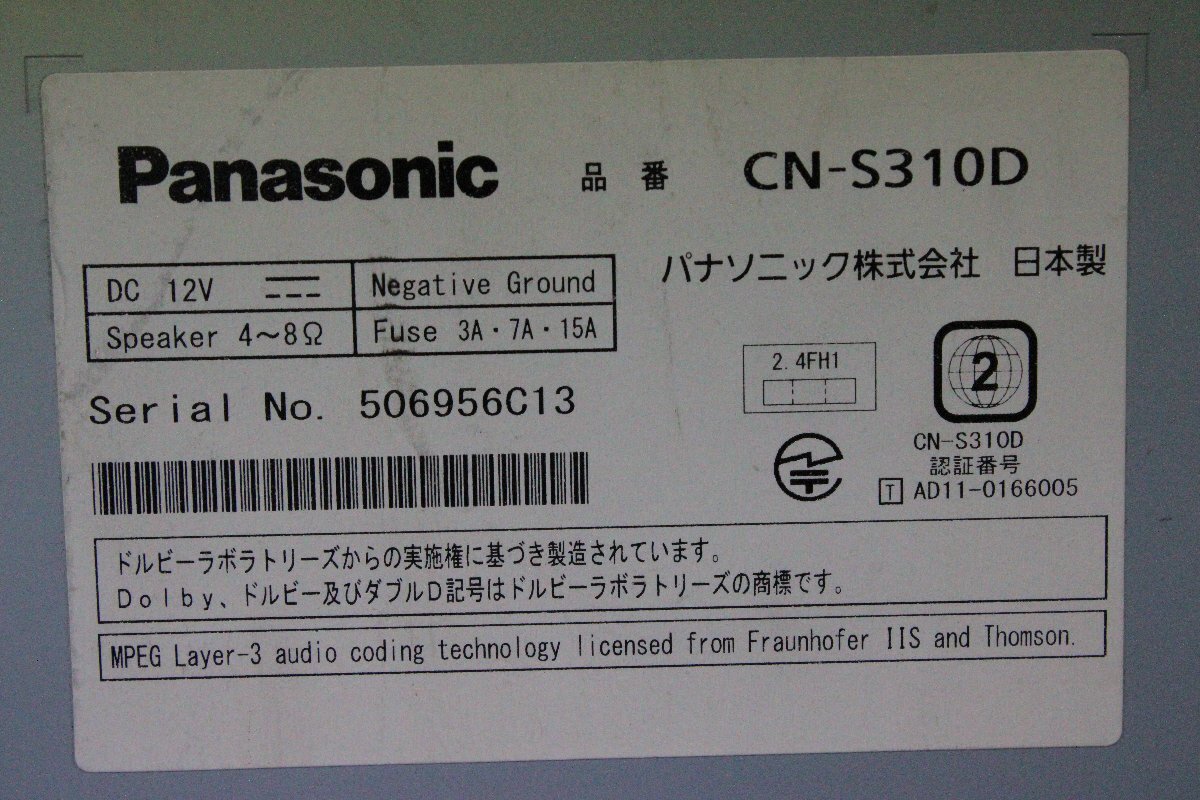 Panasonic 品番 CN-S310D
パナソニック株式会社 日本製
DC 12V Negative Ground
Speaker 4～8Ω Fuse 3A・7A・15A
Serial No. 506956C13
2.4FH1
2
CN-S310D
認証番号
T AD11-0166005
ドルビーラボラトリーズからの実施権に基づき製造されています。
Dolby、ドルビー及びダブルD記号はドルビーラボラトリーズの商標です。
MPEG Layer-3 audio coding technology licensed from Fraunhofer IIS and Thomson.